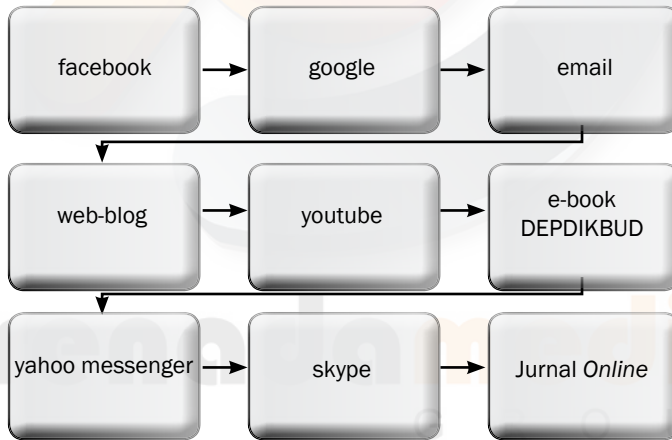 facebook
google
email
web-blog
youtube
e-book
DEPDIKBUD
yahoo messenger
skype
Jurnal Online